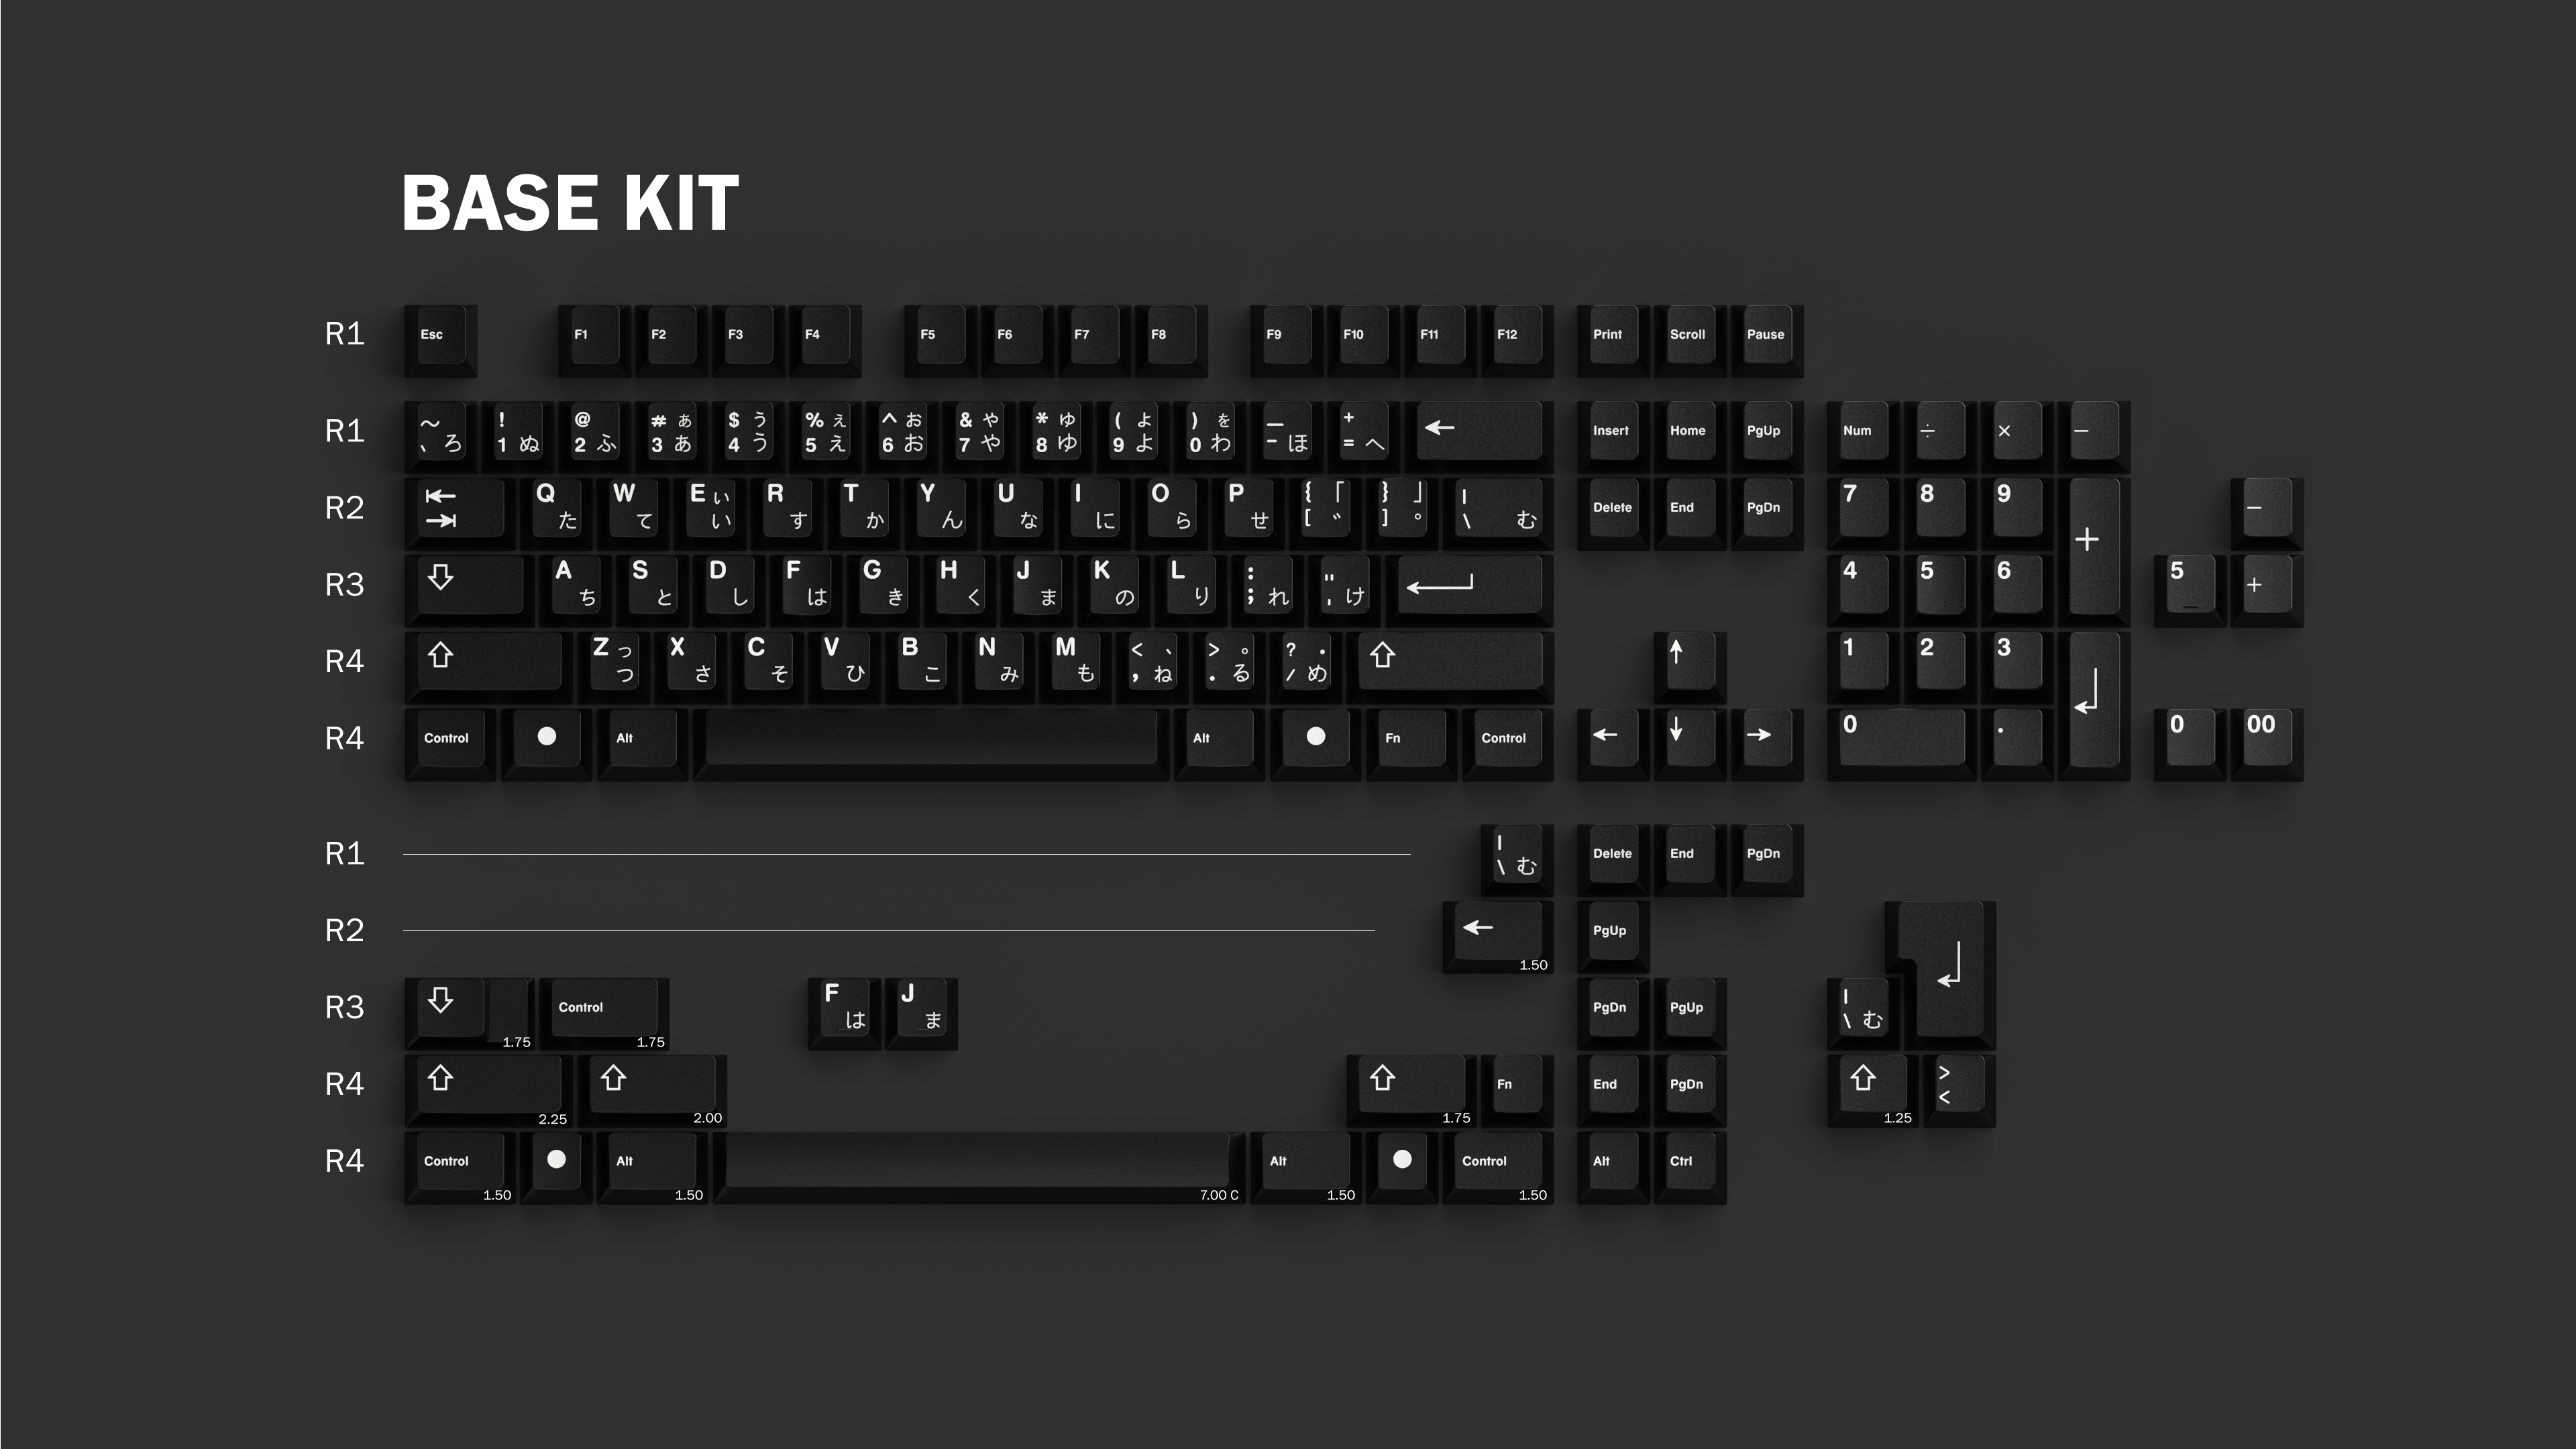 BASE KIT
R1 Esc F1 F2 F3 F4 F5 F6 F7 F8 F9 F10 F11 F12 Print Scroll Pause
R1 ~ ! @ # ぁ $ ぅ % ぇ ^ ぉ & ゃ * ゅ ( ょ ) を — + ← Insert Home PgUp Num ÷ × −
、 ろ 1 ぬ 2 ふ 3 あ 4 う 5 え 6 お 7 や 8 ゆ 9 よ 0 わ - ほ = へ
R2 ⇤ Q W E ぃ R T Y U I O P { 「 } 」 | Delete End PgDn 7 8 9 + −
⇥ た て い す か ん な に ら せ [ ゛ ] ゜ \ む
R3 ⇩ A S D F G H J K L : " ↵ 4 5 6 5 +
ち と し は き く ま の り ; れ ' け
R4 ⇧ Z っ X C V B N M < 、 > 。 ? ・ ⇧ ↑ 1 2 3 ↵
つ さ そ ひ こ み も , ね . る / め
R4 Control ● Alt Alt ● Fn Control ← ↓ → 0 . 0 00
R1 | Delete End PgDn
\ む
R2 ← PgUp ↵
1.50
R3 ⇩ Control F J PgDn PgUp |
は ま \ む
1.75 1.75
R4 ⇧ ⇧ ⇧ Fn End PgDn ⇧ >
<
2.25 2.00 1.75 1.25
R4 Control ● Alt Alt ● Control Alt Ctrl
1.50 1.50 7.00 C 1.50 1.50